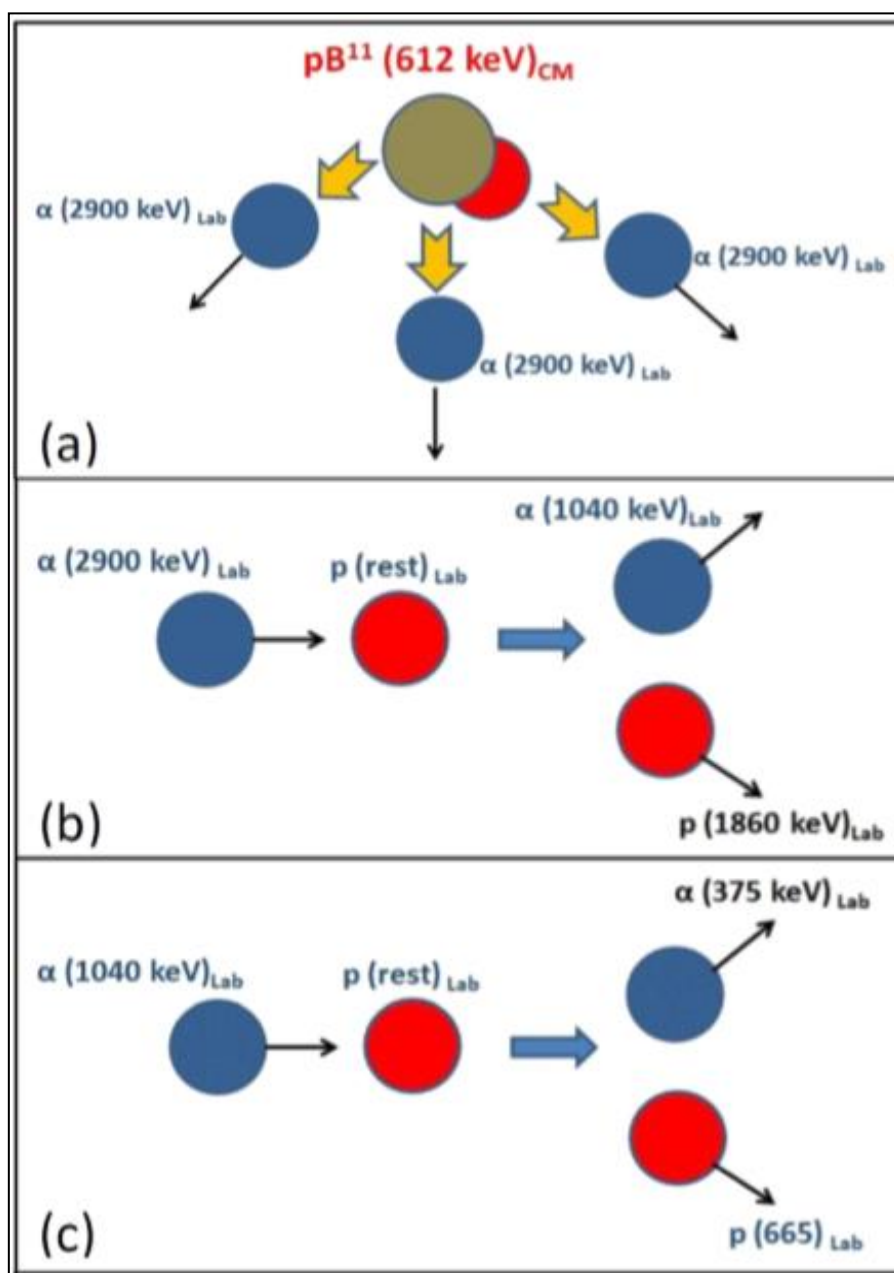 pB¹¹ (612 keV)CM
α (2900 keV) Lab
α (2900 keV) Lab
α (2900 keV) Lab
(a)
α (1040 keV)Lab
α (2900 keV) Lab
p (rest) Lab
(b)
p (1860 keV)Lab
α (375 keV) Lab
α (1040 keV)Lab
p (rest) Lab
(c)
p (665) Lab